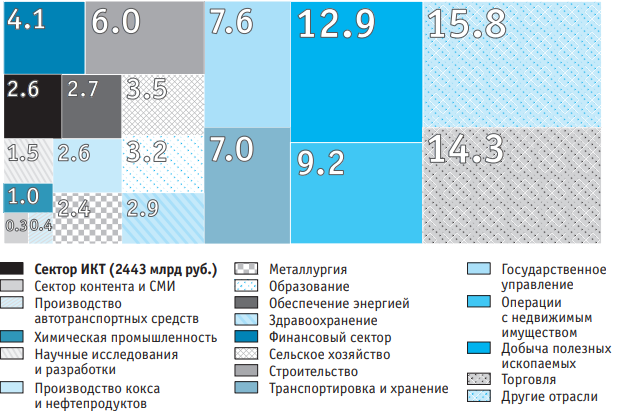 4.1
6.0
7.6
12.9
15.8
2.6
2.7
3.5
1.5
2.6
3.2
7.0
9.2
14.3
1.0
2.4
2.9
0.3
0.4
Сектор ИКТ (2443 млрд руб.)
Сектор контента и СМИ
Производство
автотранспортных средств
Химическая промышленность
Научные исследования
и разработки
Производство кокса
и нефтепродуктов
Металлургия
Образование
Обеспечение энергией
Здравоохранение
Финансовый сектор
Сельское хозяйство
Строительство
Транспортировка и хранение
Государственное
управление
Операции
с недвижимым
имуществом
Добыча полезных
ископаемых
Торговля
Другие отрасли